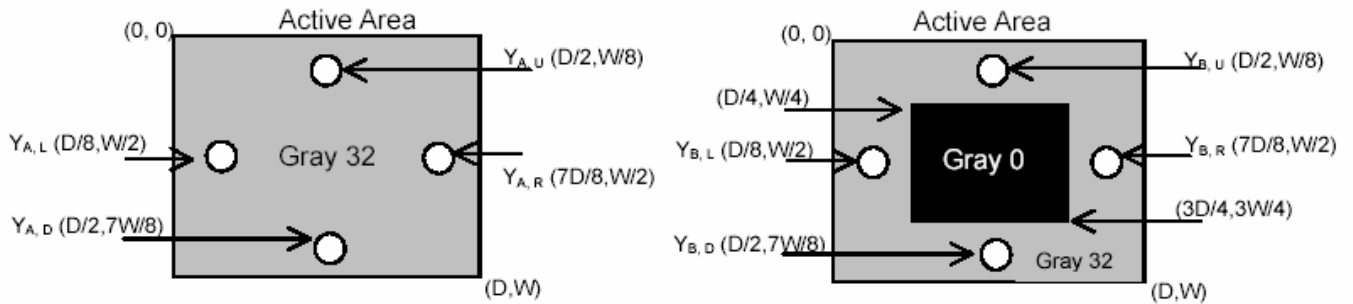 Active Area
(0, 0)
YA, U (D/2,W/8)
YA, L (D/8,W/2)
Gray 32
YA, R (7D/8,W/2)
YA, D (D/2,7W/8)
(D,W)
Active Area
(0, 0)
YB, U (D/2,W/8)
(D/4,W/4)
YB, L (D/8,W/2)
Gray 0
YB, R (7D/8,W/2)
(3D/4,3W/4)
YB, D (D/2,7W/8)
Gray 32
(D,W)